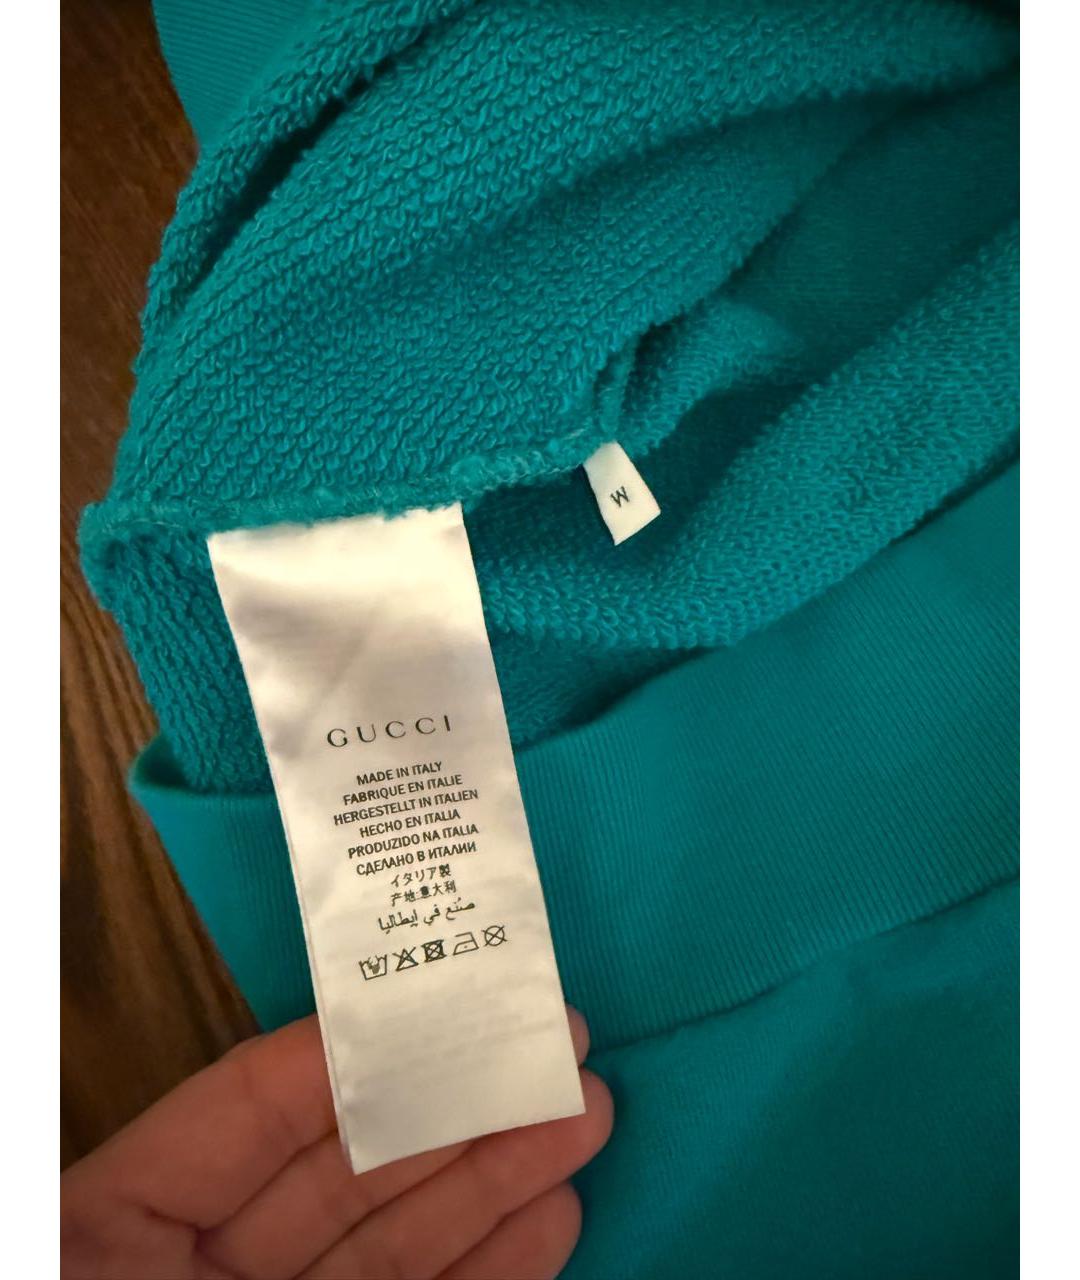 M
GUCCI
MADE IN ITALY
FABRIQUE EN ITALIE
HERGESTELLT IN ITALIEN
HECHO EN ITALIA
PRODUZIDO NA ITALIA
СДЕЛАНО В ИТАЛИИ
イタリア製
产地:意大利
صُنع في إيطاليا